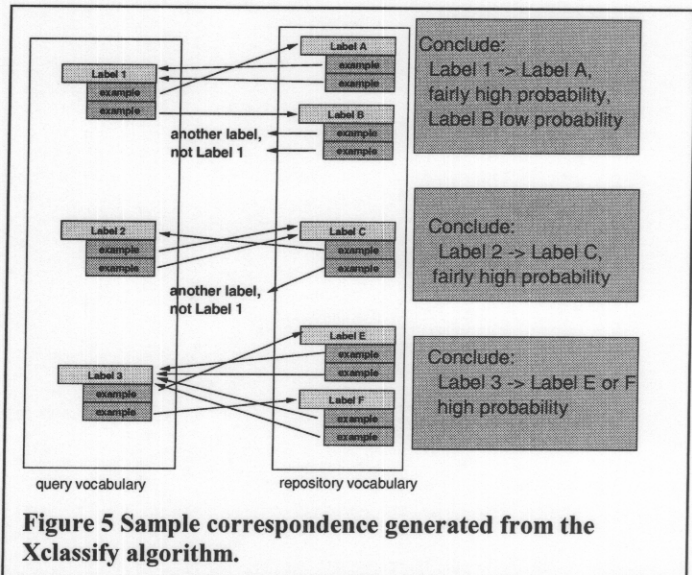 Label 1
example
example
Label A
example
example
Label B
example
example
another label,
not Label 1
Conclude:
Label 1 -> Label A,
fairly high probability,
Label B low probability
Label 2
example
example
Label C
example
example
another label,
not Label 1
Conclude:
Label 2 -> Label C,
fairly high probability
Label 3
example
example
Label E
example
example
Label F
example
example
Conclude:
Label 3 -> Label E or F
high probability
query vocabulary
repository vocabulary
Figure 5 Sample correspondence generated from the
Xclassify algorithm.